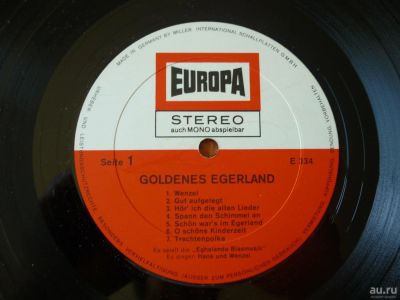 MADE IN GERMANY BY MILLER INTERNATIONAL SCHALLPLATTEN GMBH
EUROPA
STEREO
auch MONO abspielbar
Seite 1
E 334
GOLDENES EGERLAND
1. Wenzel
2. Gut aufgelegt
3. Hör' ich die alten Lieder
4. Spann den Schimmel an
5. Schön war's im Egerland
6. O schöne Kinderzeit
7. Trachtenpolka
Es spielt die „Eghalanda Blasmusik"
Es singen: Hans und Wenzel
au.ru